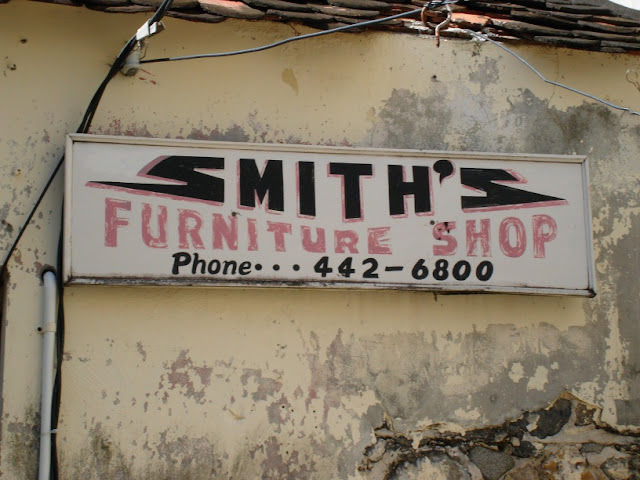 SMITH'S
FURNITURE SHOP
Phone... 442-6800